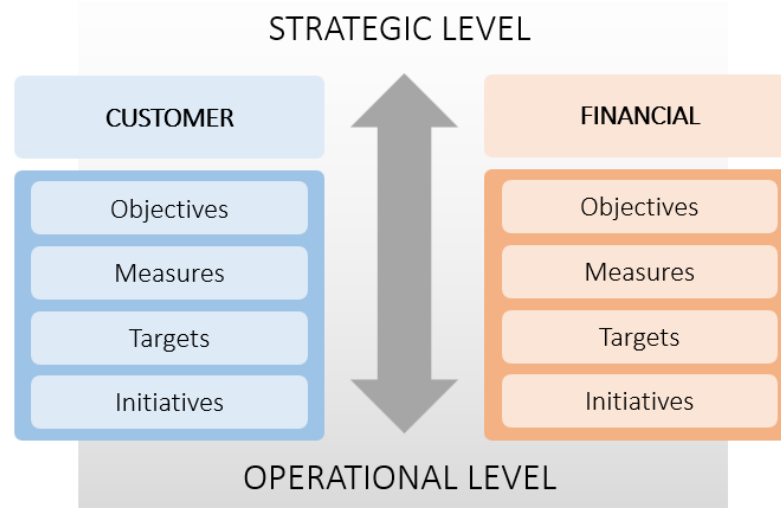 STRATEGIC LEVEL
CUSTOMER
Objectives
Measures
Targets
Initiatives
FINANCIAL
Objectives
Measures
Targets
Initiatives
OPERATIONAL LEVEL